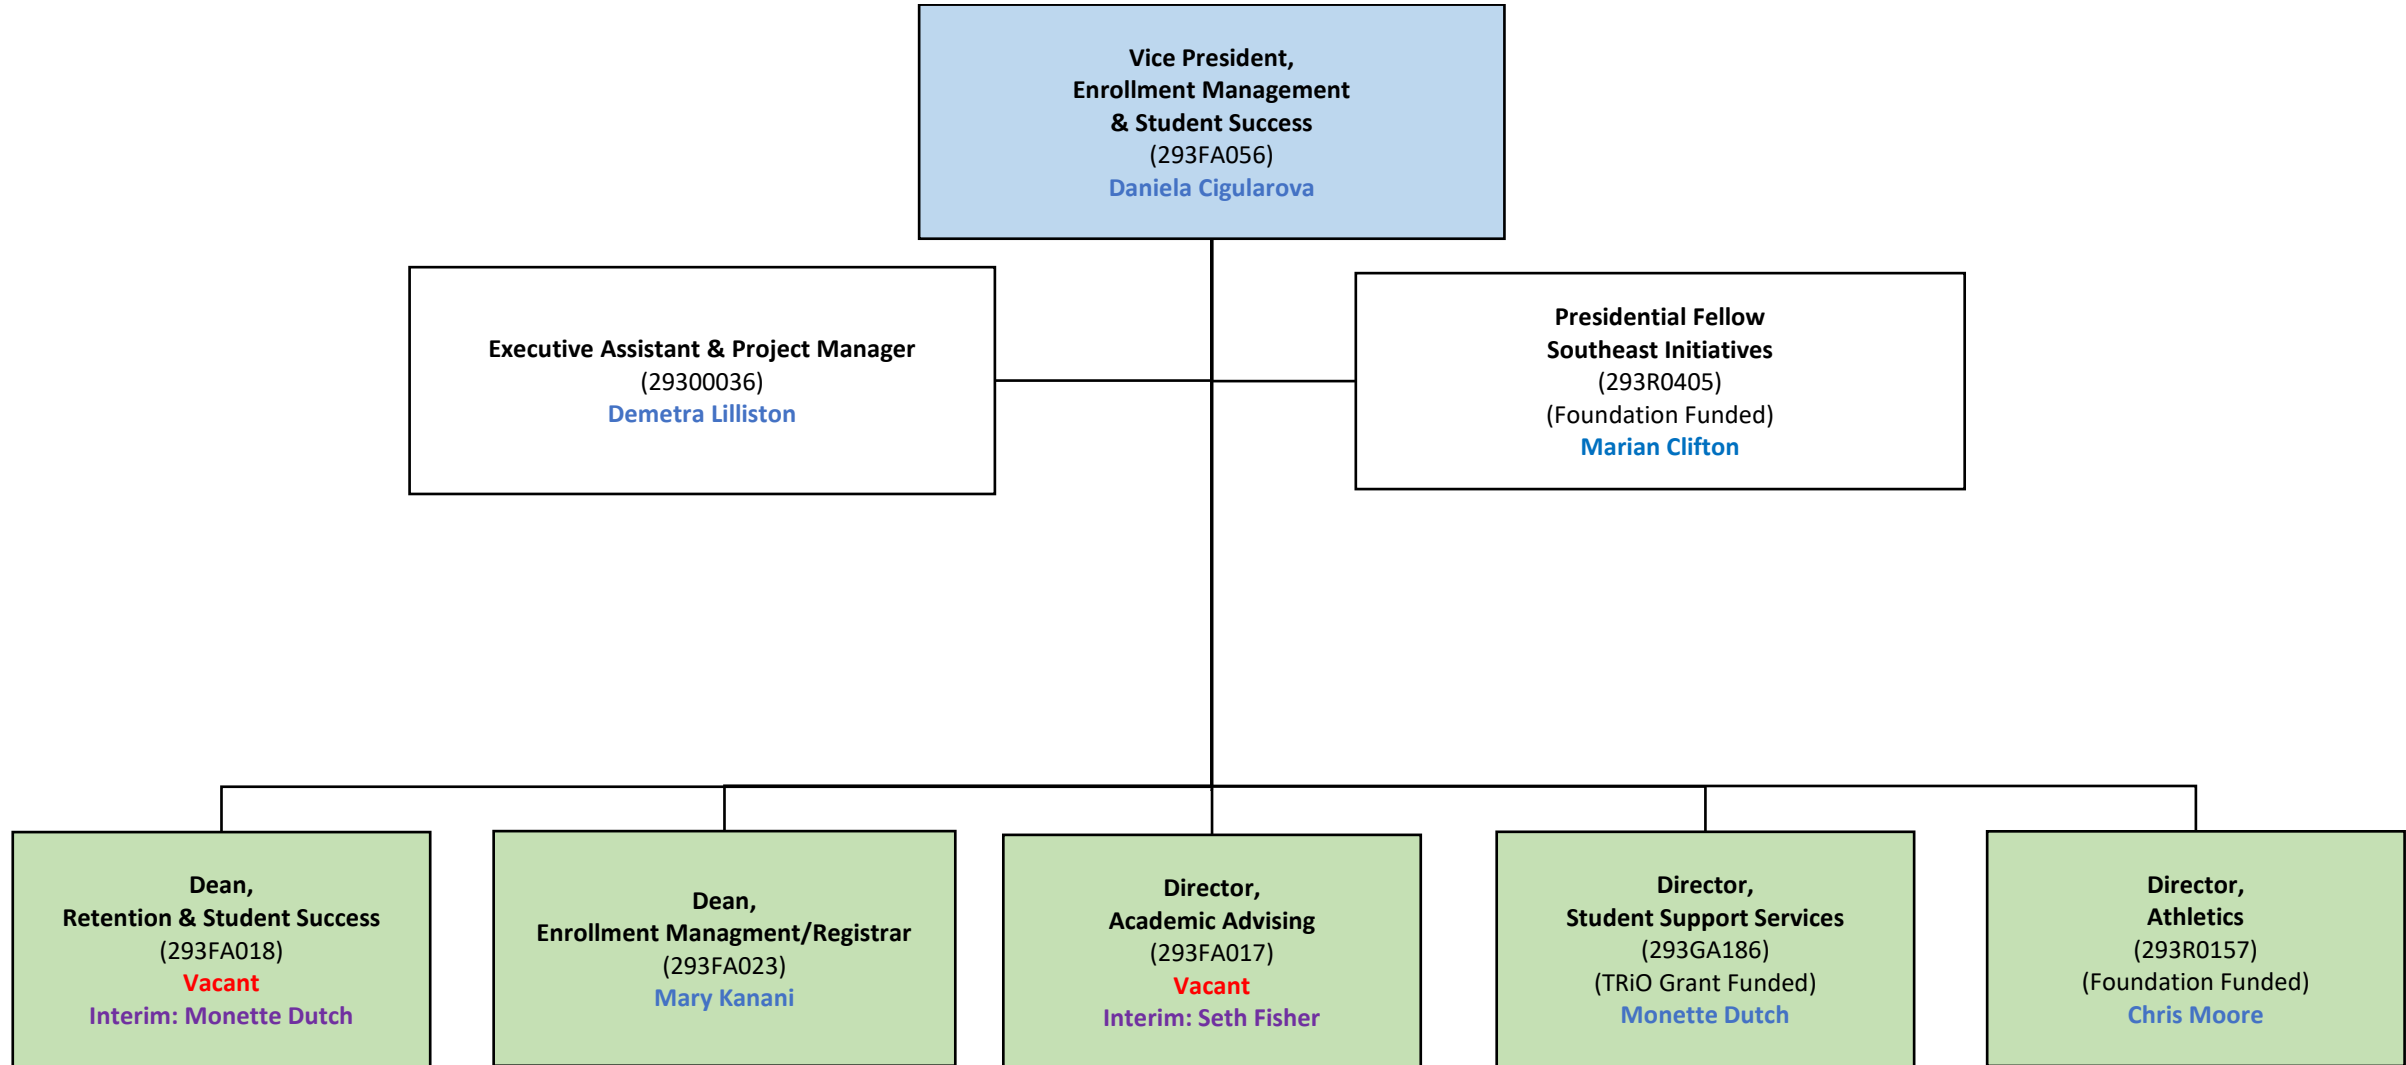 Vice President,
Enrollment Management
& Student Success
(293FA056)
Daniela Cigularova
Executive Assistant & Project Manager
(29300036)
Demetra Lilliston
Presidential Fellow
Southeast Initiatives
(293R0405)
(Foundation Funded)
Marian Clifton
Dean,
Retention & Student Success
(293FA018)
Vacant
Interim: Monette Dutch
Dean,
Enrollment Managment/Registrar
(293FA023)
Mary Kanani
Director,
Academic Advising
(293FA017)
Vacant
Interim: Seth Fisher
Director,
Student Support Services
(293GA186)
(TRiO Grant Funded)
Monette Dutch
Director,
Athletics
(293R0157)
(Foundation Funded)
Chris Moore